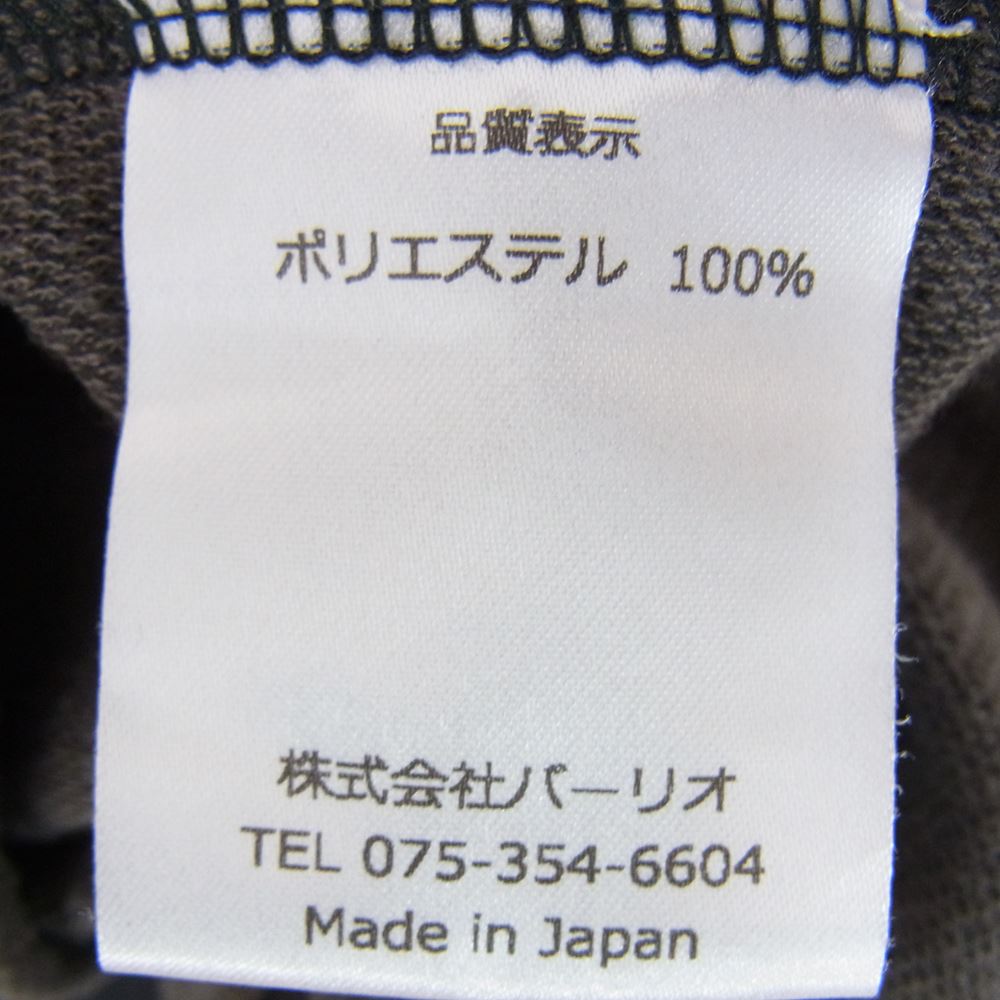 品質表示
ポリエステル 100%
株式会社バーリオ
TEL 075-354-6604
Made in Japan